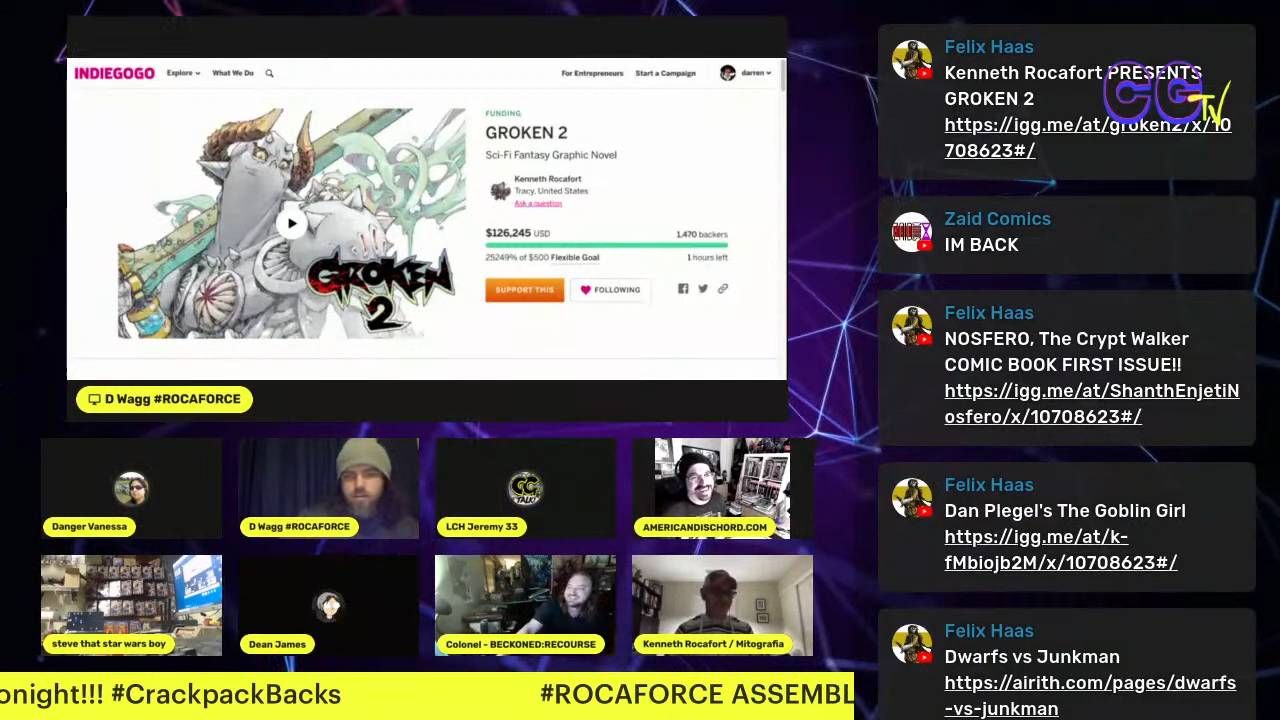 INDIEGOGO
Explore
What We Do
For Entrepreneurs
Start a Campaign
darren
FUNDING
GROKEN 2
Sci-Fi Fantasy Graphic Novel
Kenneth Rocafort
Tracy, United States
Ask a question
$126,245 USD
1,470 backers
25249% of $500 Flexible Goal
1 hours left
SUPPORT THIS
FOLLOWING
GROKEN
2
D Wagg #ROCAFORCE
Danger Vanessa
D Wagg #ROCAFORCE
CG
TALK!
LCH Jeremy 33
AMERICANDISCHORD.COM
steve that star wars boy
Dean James
Colonel - BECKONED:RECOURSE
Kenneth Rocafort / Mitografia
onight!!! #CrackpackBacks
#ROCAFORCE ASSEMBL
Felix Haas
Kenneth Rocafort PRESENTS
GROKEN 2
https://igg.me/at/groken2/x/10
708623#/
CG TV
Zaid Comics
IM BACK
Felix Haas
NOSFERO, The Crypt Walker
COMIC BOOK FIRST ISSUE!!
https://igg.me/at/ShanthEnjetiN
osfero/x/10708623#/
Felix Haas
Dan Plegel's The Goblin Girl
https://igg.me/at/k-
fMbiojb2M/x/10708623#/
Felix Haas
Dwarfs vs Junkman
https://airith.com/pages/dwarfs
-vs-junkman